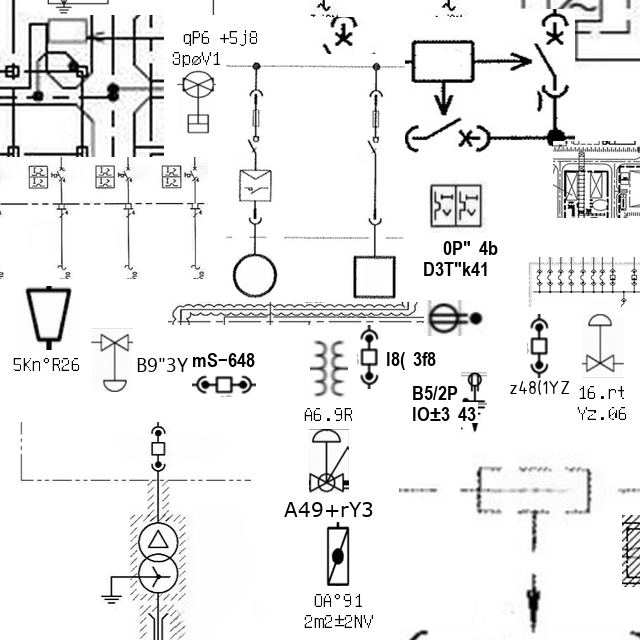 qP6 +5j8
3pøV1
0P" 4b
D3T"k41
5Kn°R26
B9"3Y
mS-648
I8( 3f8
A6.9R
B5/2P
IO±3 43
z48(1YZ
16.rt
Yz.06
A49+rY3
OA°91
2m2±2NV